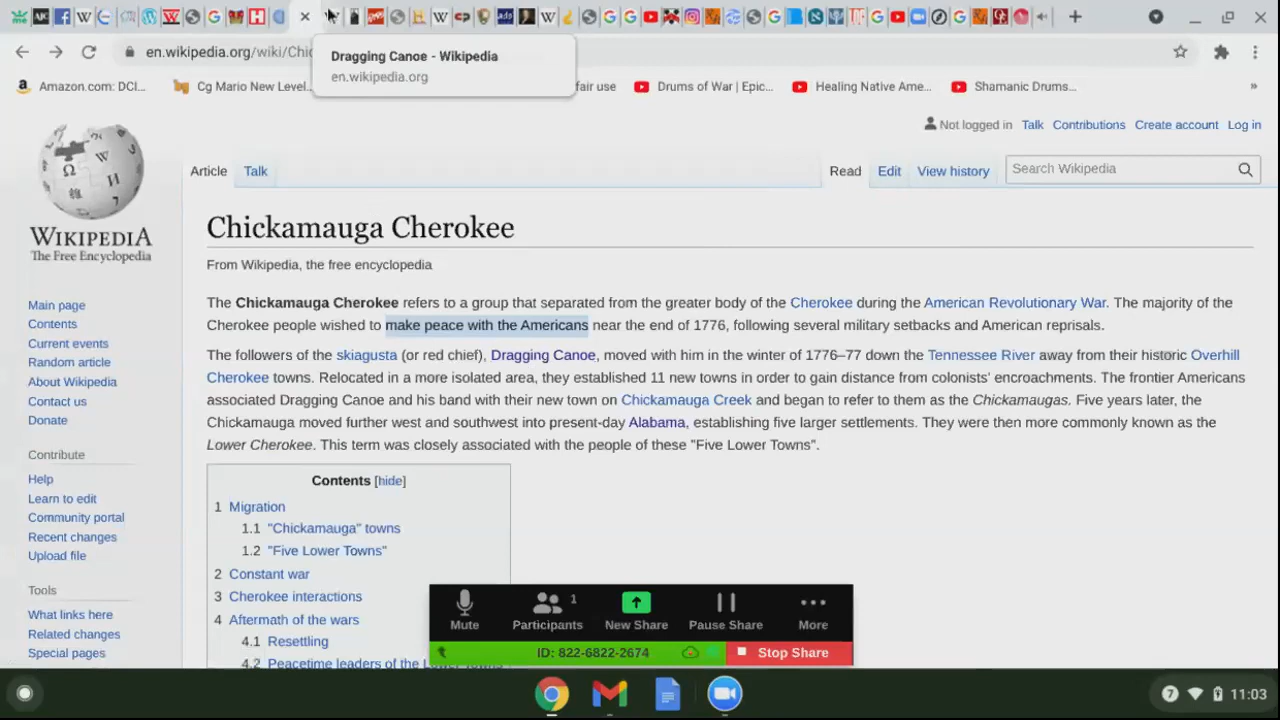 en.wikipedia.org/wiki/Chi
Dragging Canoe - Wikipedia
en.wikipedia.org
Amazon.com: DCI...
Cg Mario New Level...
fair use
Drums of War | Epic...
Healing Native Ame...
Shamanic Drums...
»
Not logged in Talk Contributions Create account Log in
WIKIPEDIA
The Free Encyclopedia
Article Talk Read Edit View history Search Wikipedia
Chickamauga Cherokee
From Wikipedia, the free encyclopedia
The Chickamauga Cherokee refers to a group that separated from the greater body of the Cherokee during the American Revolutionary War. The majority of the
Cherokee people wished to make peace with the Americans near the end of 1776, following several military setbacks and American reprisals.
The followers of the skiagusta (or red chief), Dragging Canoe, moved with him in the winter of 1776–77 down the Tennessee River away from their historic Overhill
Cherokee towns. Relocated in a more isolated area, they established 11 new towns in order to gain distance from colonists' encroachments. The frontier Americans
associated Dragging Canoe and his band with their new town on Chickamauga Creek and began to refer to them as the Chickamaugas. Five years later, the
Chickamauga moved further west and southwest into present-day Alabama, establishing five larger settlements. They were then more commonly known as the
Lower Cherokee. This term was closely associated with the people of these "Five Lower Towns".
Main page
Contents
Current events
Random article
About Wikipedia
Contact us
Donate
Contribute
Help
Learn to edit
Community portal
Recent changes
Upload file
Tools
What links here
Related changes
Special pages
Contents [hide]
1 Migration
1.1 "Chickamauga" towns
1.2 "Five Lower Towns"
2 Constant war
3 Cherokee interactions
4 Aftermath of the wars
4.1 Resettling
4.2 Peacetime leaders of the Lower Towns
1
Mute Participants New Share Pause Share More
ID: 822-6822-2674 Stop Share
7 11:03